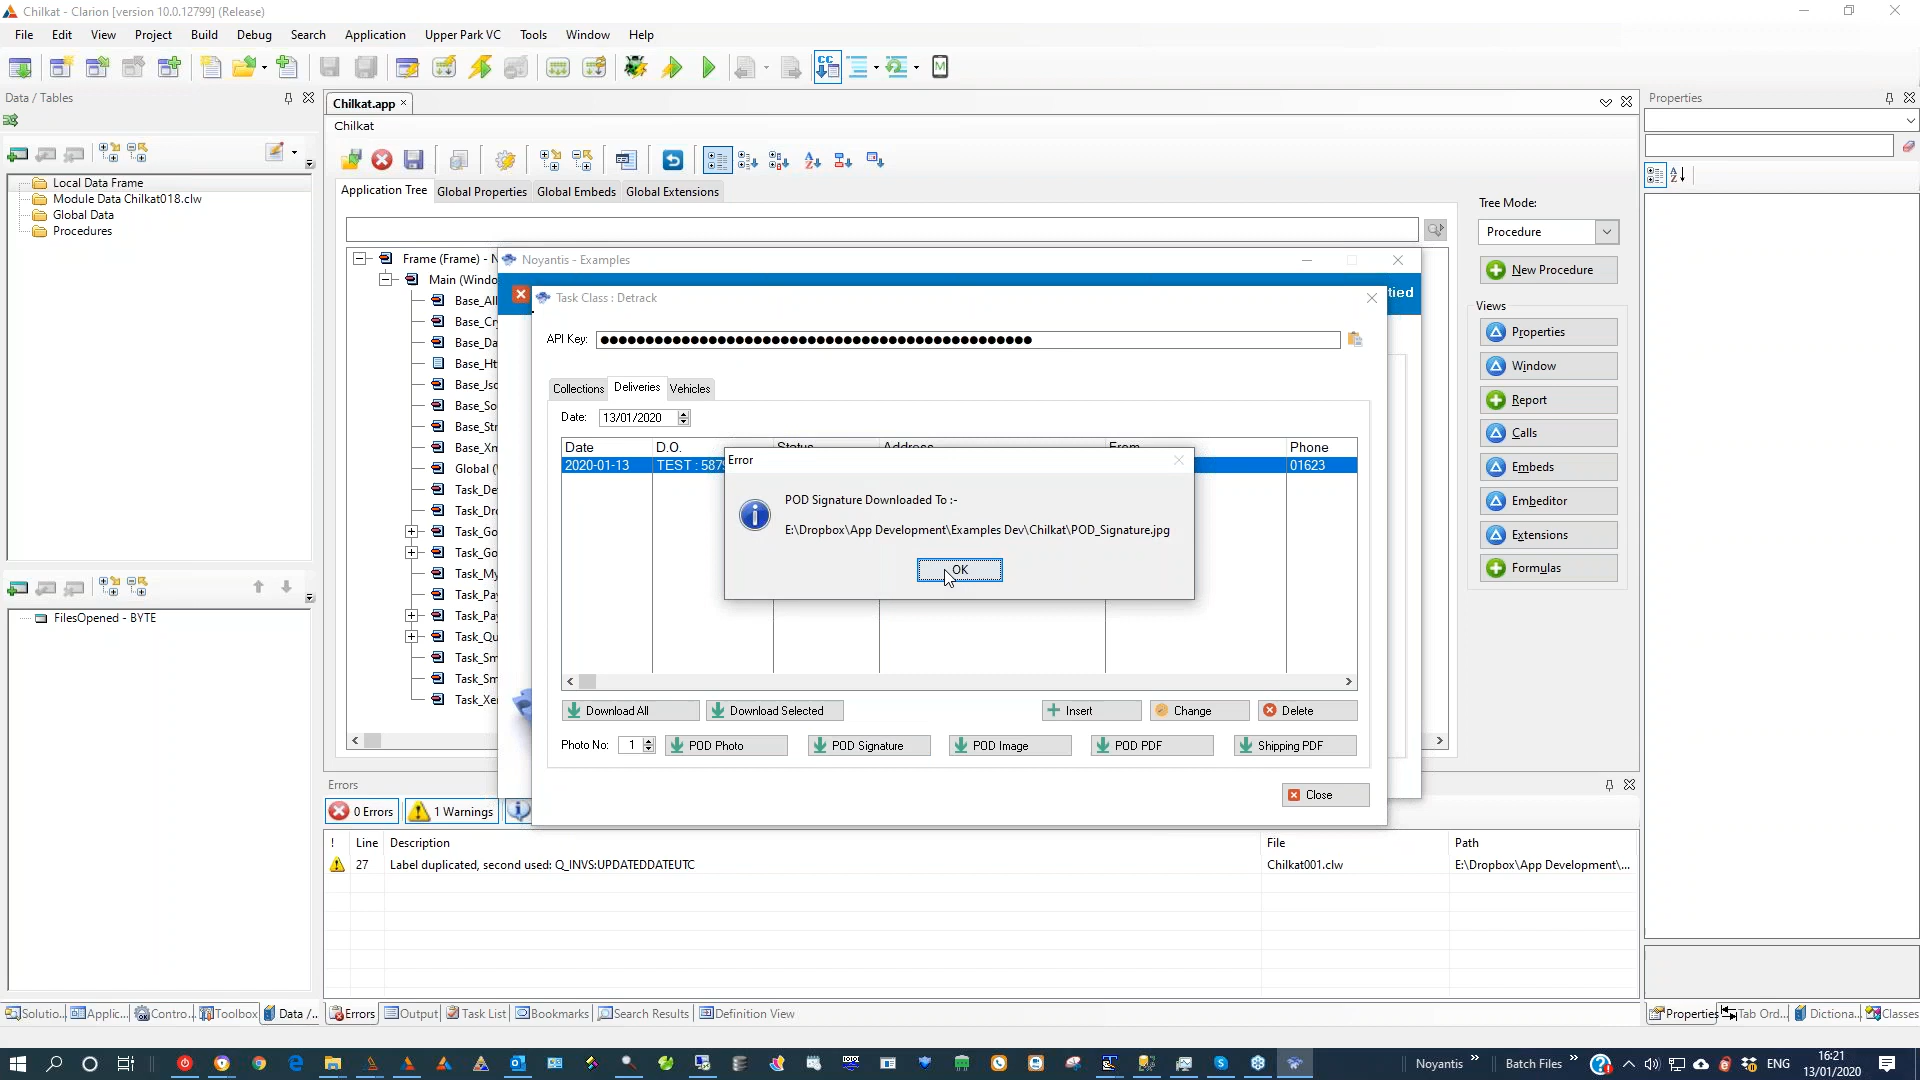 Chilkat - Clarion [version 10.0.12799] (Release)
File Edit View Project Build Debug Search Application Upper Park VC Tools Window Help
CC
M
Data / Tables
Local Data Frame
Module Data Chilkat018.clw
Global Data
Procedures
FilesOpened - BYTE
Chilkat.app
Chilkat
Application Tree Global Properties Global Embeds Global Extensions
Frame (Frame) - N
Main (Windo
Base_All
Base_Cry
Base_Da
Base_Ht
Base_Jso
Base_So
Base_Str
Base_Xm
Global (
Task_De
Task_Dro
Task_Go
Task_Go
Task_My
Task_Pay
Task_Pay
Task_Qu
Task_Sm
Task_Sm
Task_Xe
Noyantis - Examples
tied
Task Class : Detrack
API Key:
Collections Deliveries Vehicles
Date: 13/01/2020
Date D.O. Status Address From Phone
2020-01-13 TEST : 587 01623
Error
POD Signature Downloaded To :-
E:\Dropbox\App Development\Examples Dev\Chilkat\POD_Signature.jpg
OK
Download All Download Selected Insert Change Delete
Photo No: 1 POD Photo POD Signature POD Image POD PDF Shipping PDF
Close
Tree Mode:
Procedure
New Procedure
Views
Properties
Window
Report
Calls
Embeds
Embeditor
Extensions
Formulas
Properties
Errors
0 Errors 1 Warnings
! Line Description File Path
27 Label duplicated, second used: Q_INVS:UPDATEDDATEUTC Chilkat001.clw E:\Dropbox\App Development\...
Solutio... Applic... Contro... Toolbox Data /... Errors Output Task List Bookmarks Search Results Definition View Properties Tab Ord... Dictiona... Classes
Noyantis » Batch Files » ENG 16:21
13/01/2020